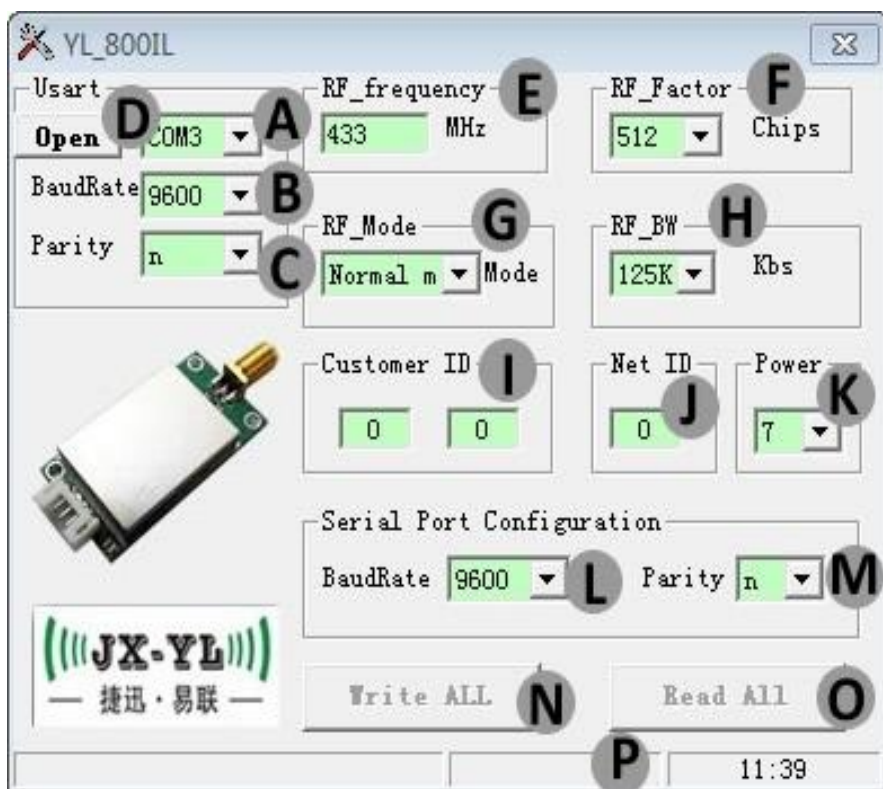 YL_800IL
Usart
D
Open
COM3
A
BaudRate
9600
B
Parity
n
C
RF_frequency
E
433
MHz
RF_Factor
F
512
Chips
RF_Mode
G
Normal m
Mode
RF_BW
H
125K
Kbs
Customer ID
I
0
0
Net ID
J
0
Power
K
7
Serial Port Configuration
BaudRate
9600
L
Parity
n
M
JX-YL
捷迅·易联
Write ALL
N
Read All
O
P
11:39